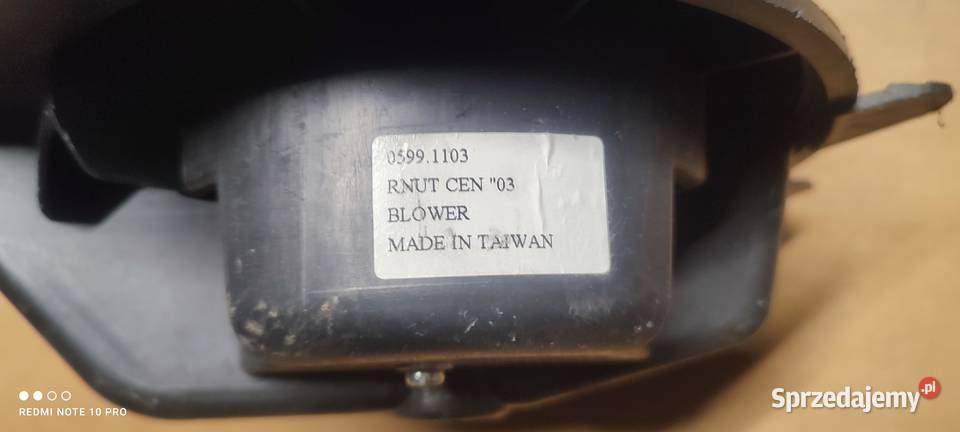 0599.1103
RNUT CEN "03
BLOWER
MADE IN TAIWAN
REDMI NOTE 10 PRO
Sprzedajemy.pl